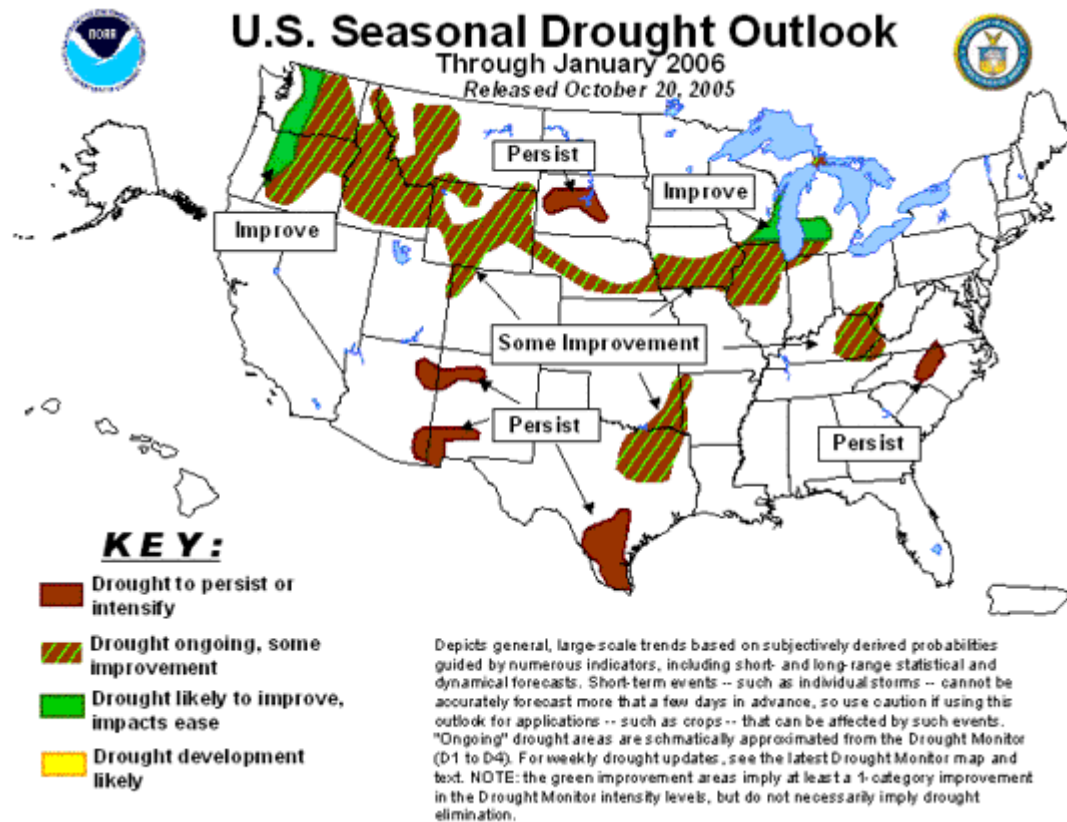 NOAA
U.S. Seasonal Drought Outlook
Through January 2006
Released October 20, 2005
Persist
Improve
Improve
Some Improvement
Persist
Persist
KEY:
Drought to persist or
intensify
Drought ongoing, some
improvement
Drought likely to improve,
impacts ease
Drought development
likely
Depicts general, large-scale trends based on subjectively derived probabilities
guided by numerous indicators, including short- and long-range statistical and
dynamical forecasts. Short-term events -- such as individual storms -- cannot be
accurately forecast more that a few days in advance, so use caution if using this
outlook for applications -- such as crops -- that can be affected by such events.
"Ongoing" drought areas are schmatically approximated from the Drought Monitor
(D1 to D4). For weekly drought updates, see the latest Drought Monitor map and
text. NOTE: the green improvement areas imply at least a 1-category improvement
in the Drought Monitor intensity levels, but do not necessarily imply drought
elimination.